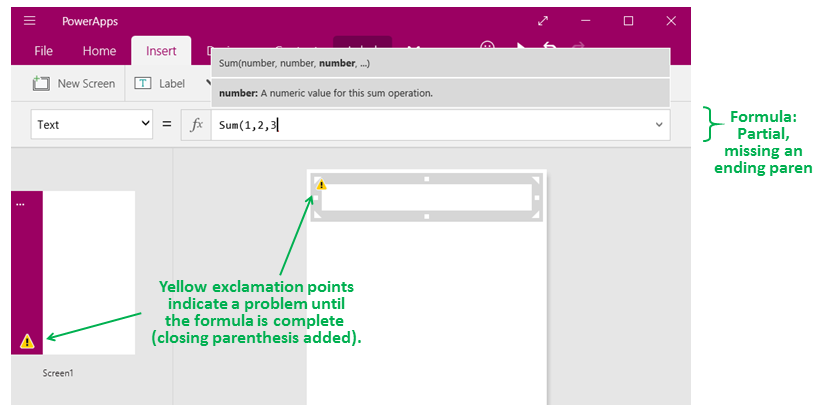 PowerApps
File Home Insert
Sum(number, number, number, ...)
New Screen Label
number: A numeric value for this sum operation.
Text = fx Sum(1,2,3
Formula:
Partial,
missing an
ending paren
...
Yellow exclamation points
indicate a problem until
the formula is complete
(closing parenthesis added).
Screen1